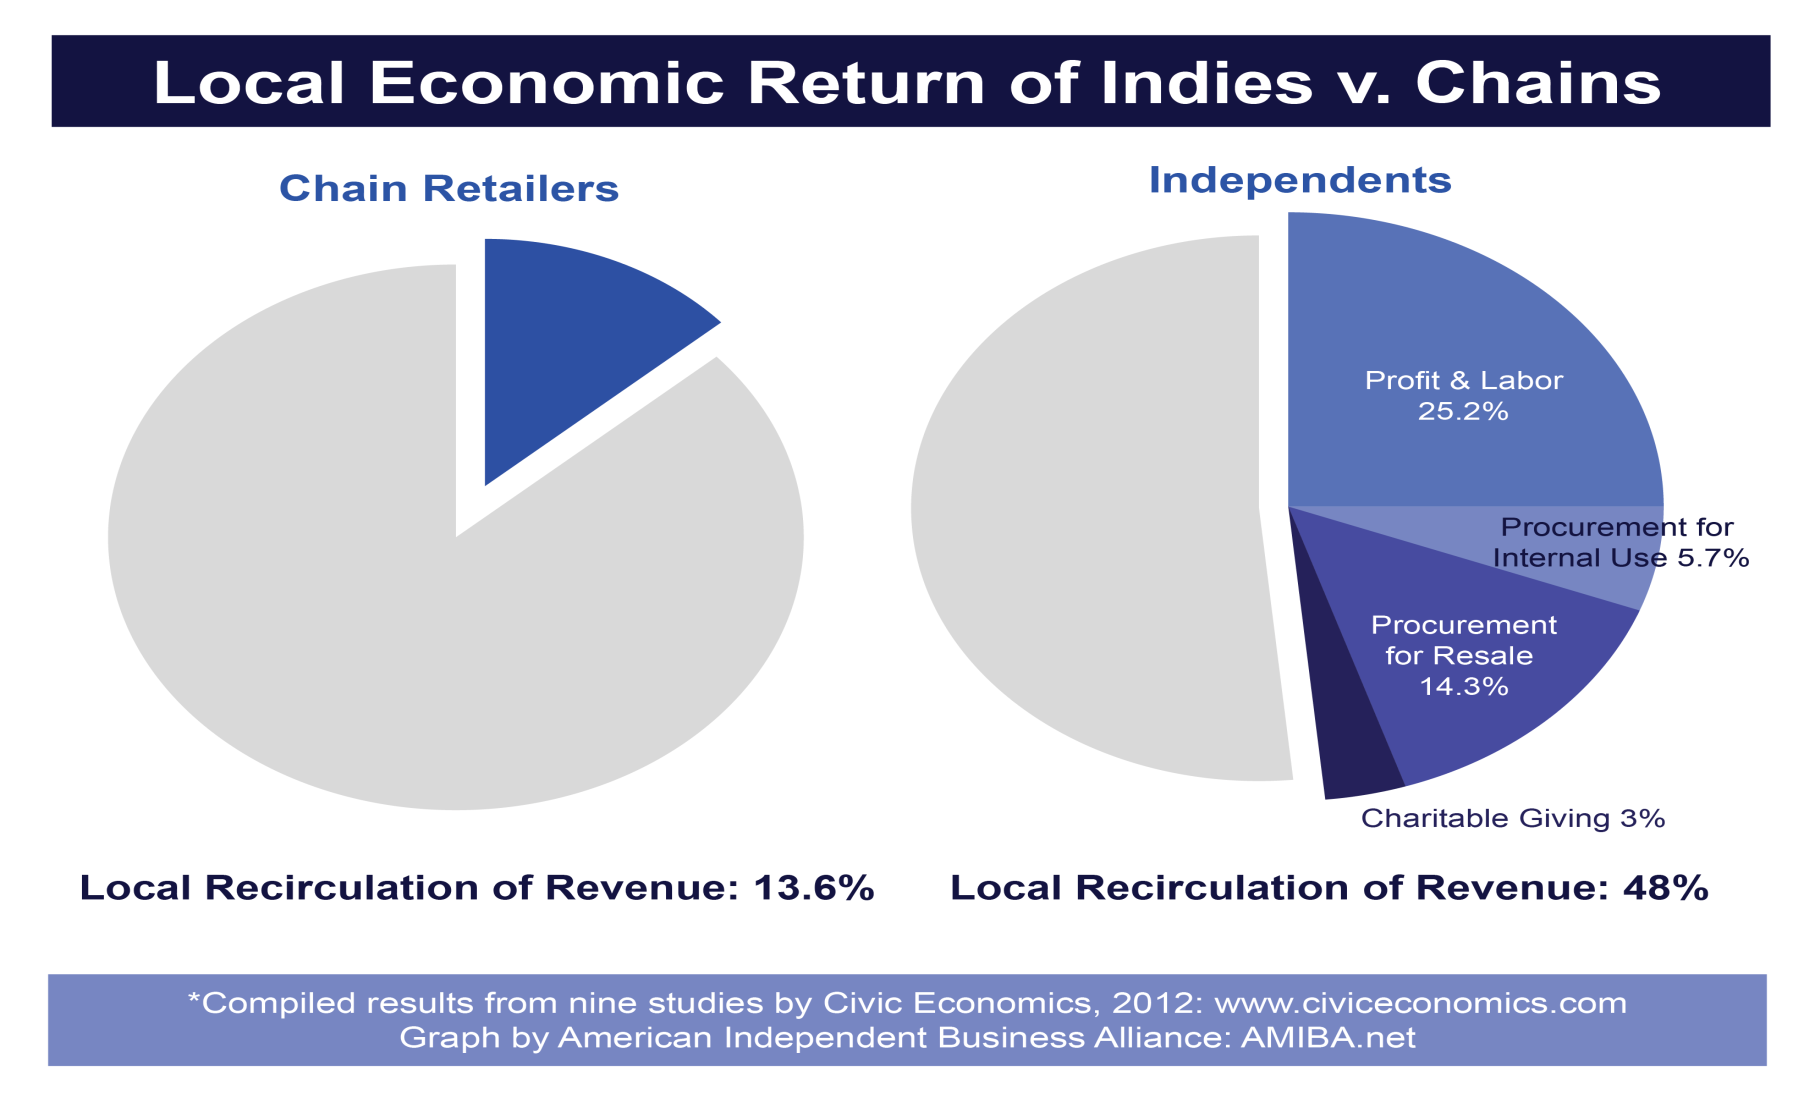 Local Economic Return of Indies v. Chains
Chain Retailers
Local Recirculation of Revenue: 13.6%
Independents
Profit & Labor
25.2%
Procurement for
Internal Use 5.7%
Procurement
for Resale
14.3%
Charitable Giving 3%
Local Recirculation of Revenue: 48%
*Compiled results from nine studies by Civic Economics, 2012: www.civiceconomics.com
Graph by American Independent Business Alliance: AMIBA.net